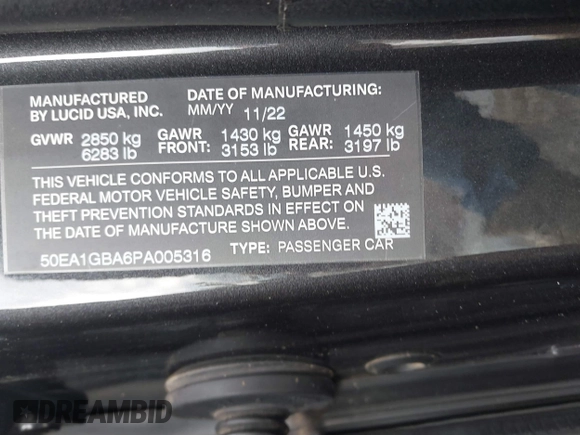 MANUFACTURED BY LUCID USA, INC.
DATE OF MANUFACTURING:
MM/YY 11/22
GVWR 2850 kg 6283 lb
GAWR FRONT: 1430 kg 3153 lb
GAWR REAR: 1450 kg 3197 lb
THIS VEHICLE CONFORMS TO ALL APPLICABLE U.S.
FEDERAL MOTOR VEHICLE SAFETY, BUMPER AND
THEFT PREVENTION STANDARDS IN EFFECT ON
THE DATE OF MANUFACTURE SHOWN ABOVE.
50EA1GBA6PA005316 TYPE: PASSENGER CAR
DREAMBID